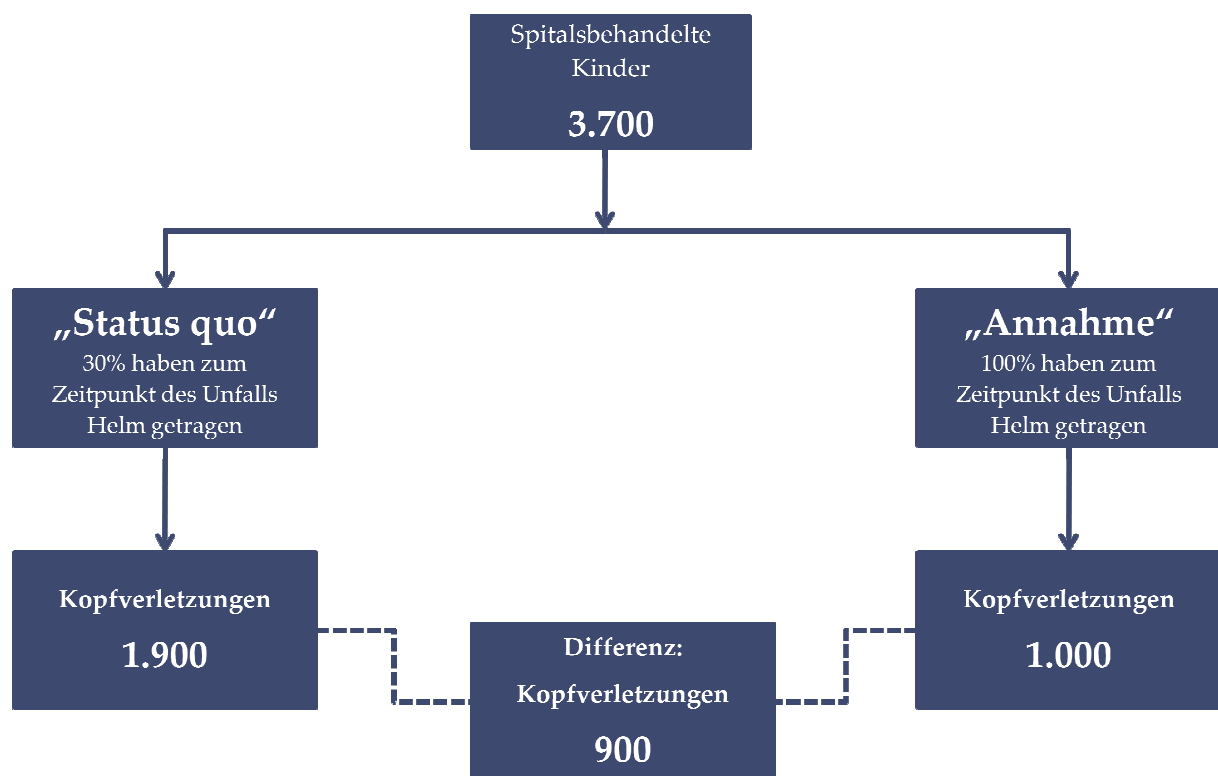 Spitalsbehandelte
Kinder
3.700
„Status quo“
30% haben zum
Zeitpunkt des Unfalls
Helm getragen
„Annahme“
100% haben zum
Zeitpunkt des Unfalls
Helm getragen
Kopfverletzungen
1.900
Kopfverletzungen
1.000
Differenz:
Kopfverletzungen
900